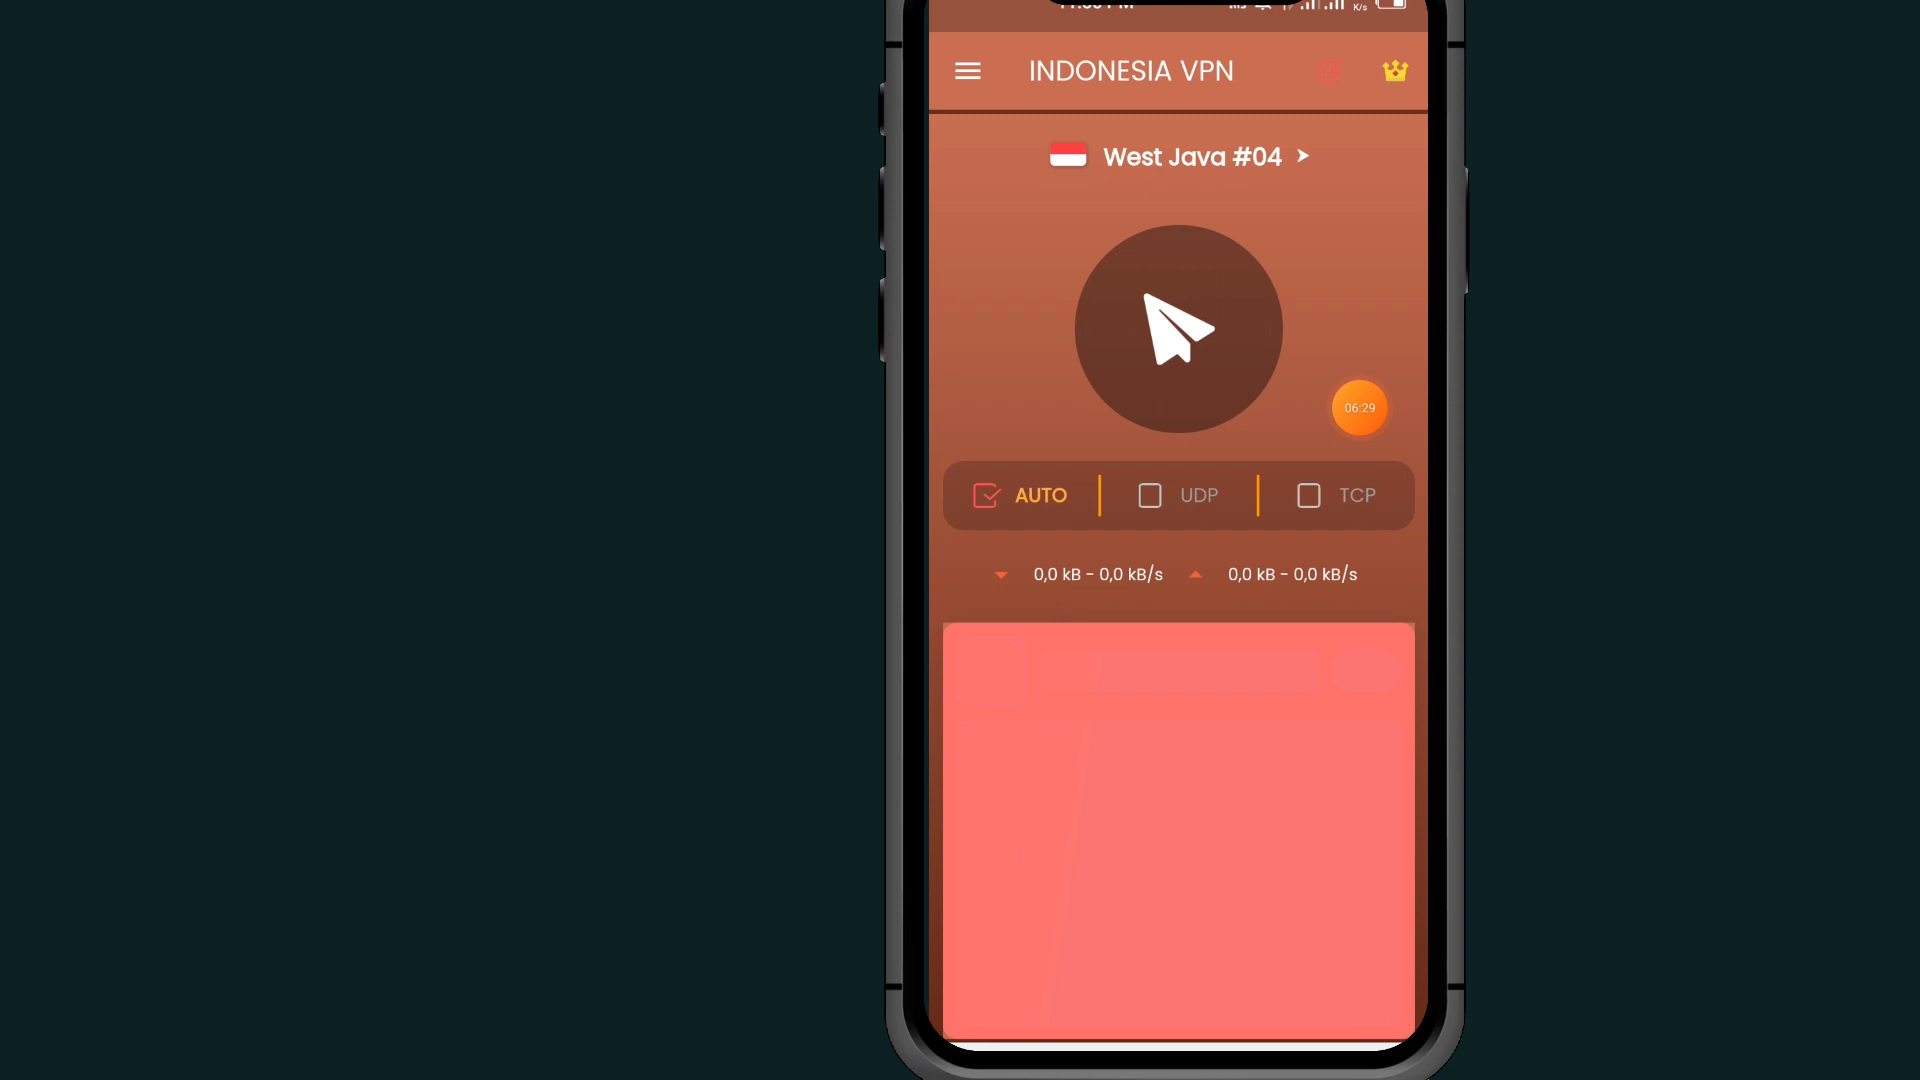 K/s
INDONESIA VPN
West Java #04
06:29
AUTO
UDP
TCP
0,0 kB - 0,0 kB/s
0,0 kB - 0,0 kB/s